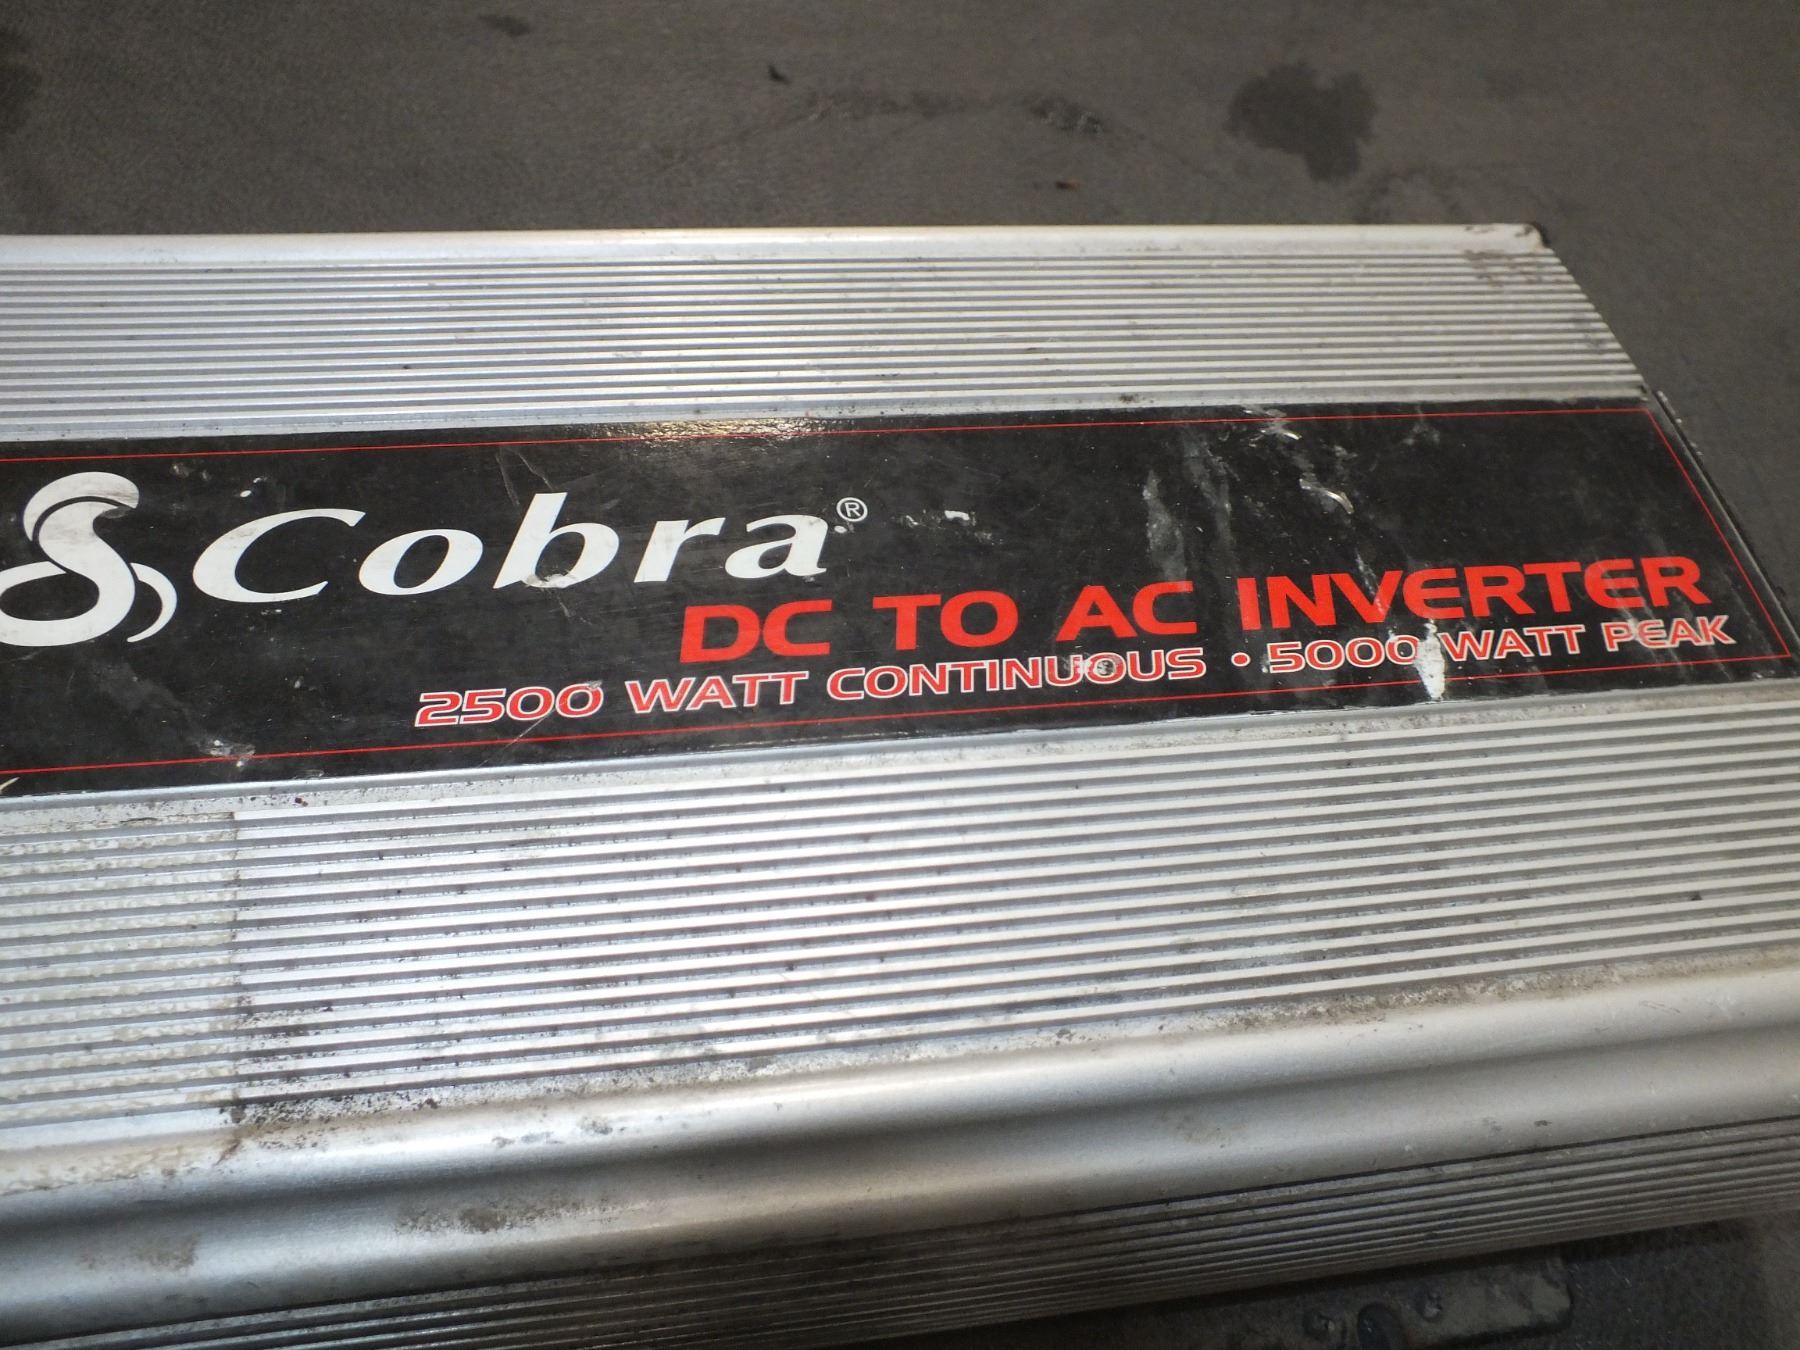 Cobra®
DC TO AC INVERTER
2500 WATT CONTINUOUS • 5000 WATT PEAK